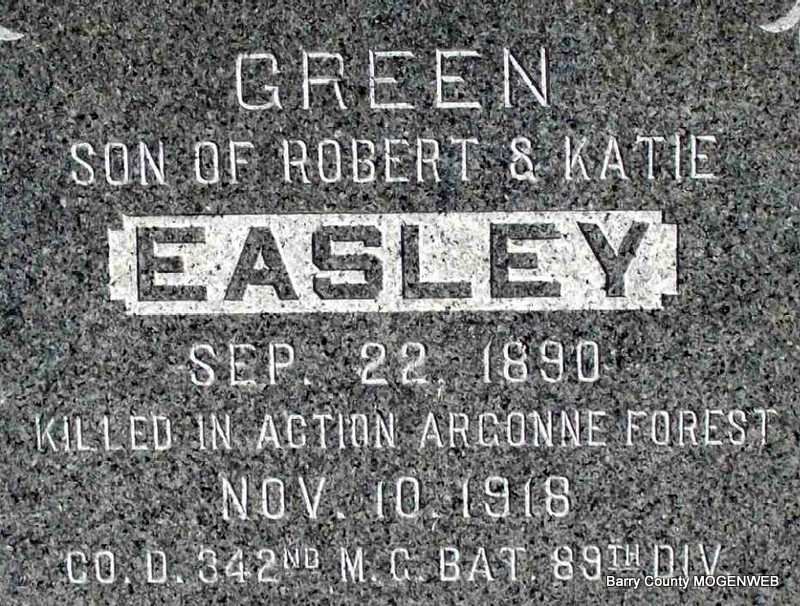 GREEN
SON OF ROBERT & KATIE
EASLEY
SEP. 22, 1890
KILLED IN ACTION ARGONNE FOREST
NOV. 10, 1918
CO. D. 342ND M.G. BAT. 89TH DIV.
Barry County MOGENWEB